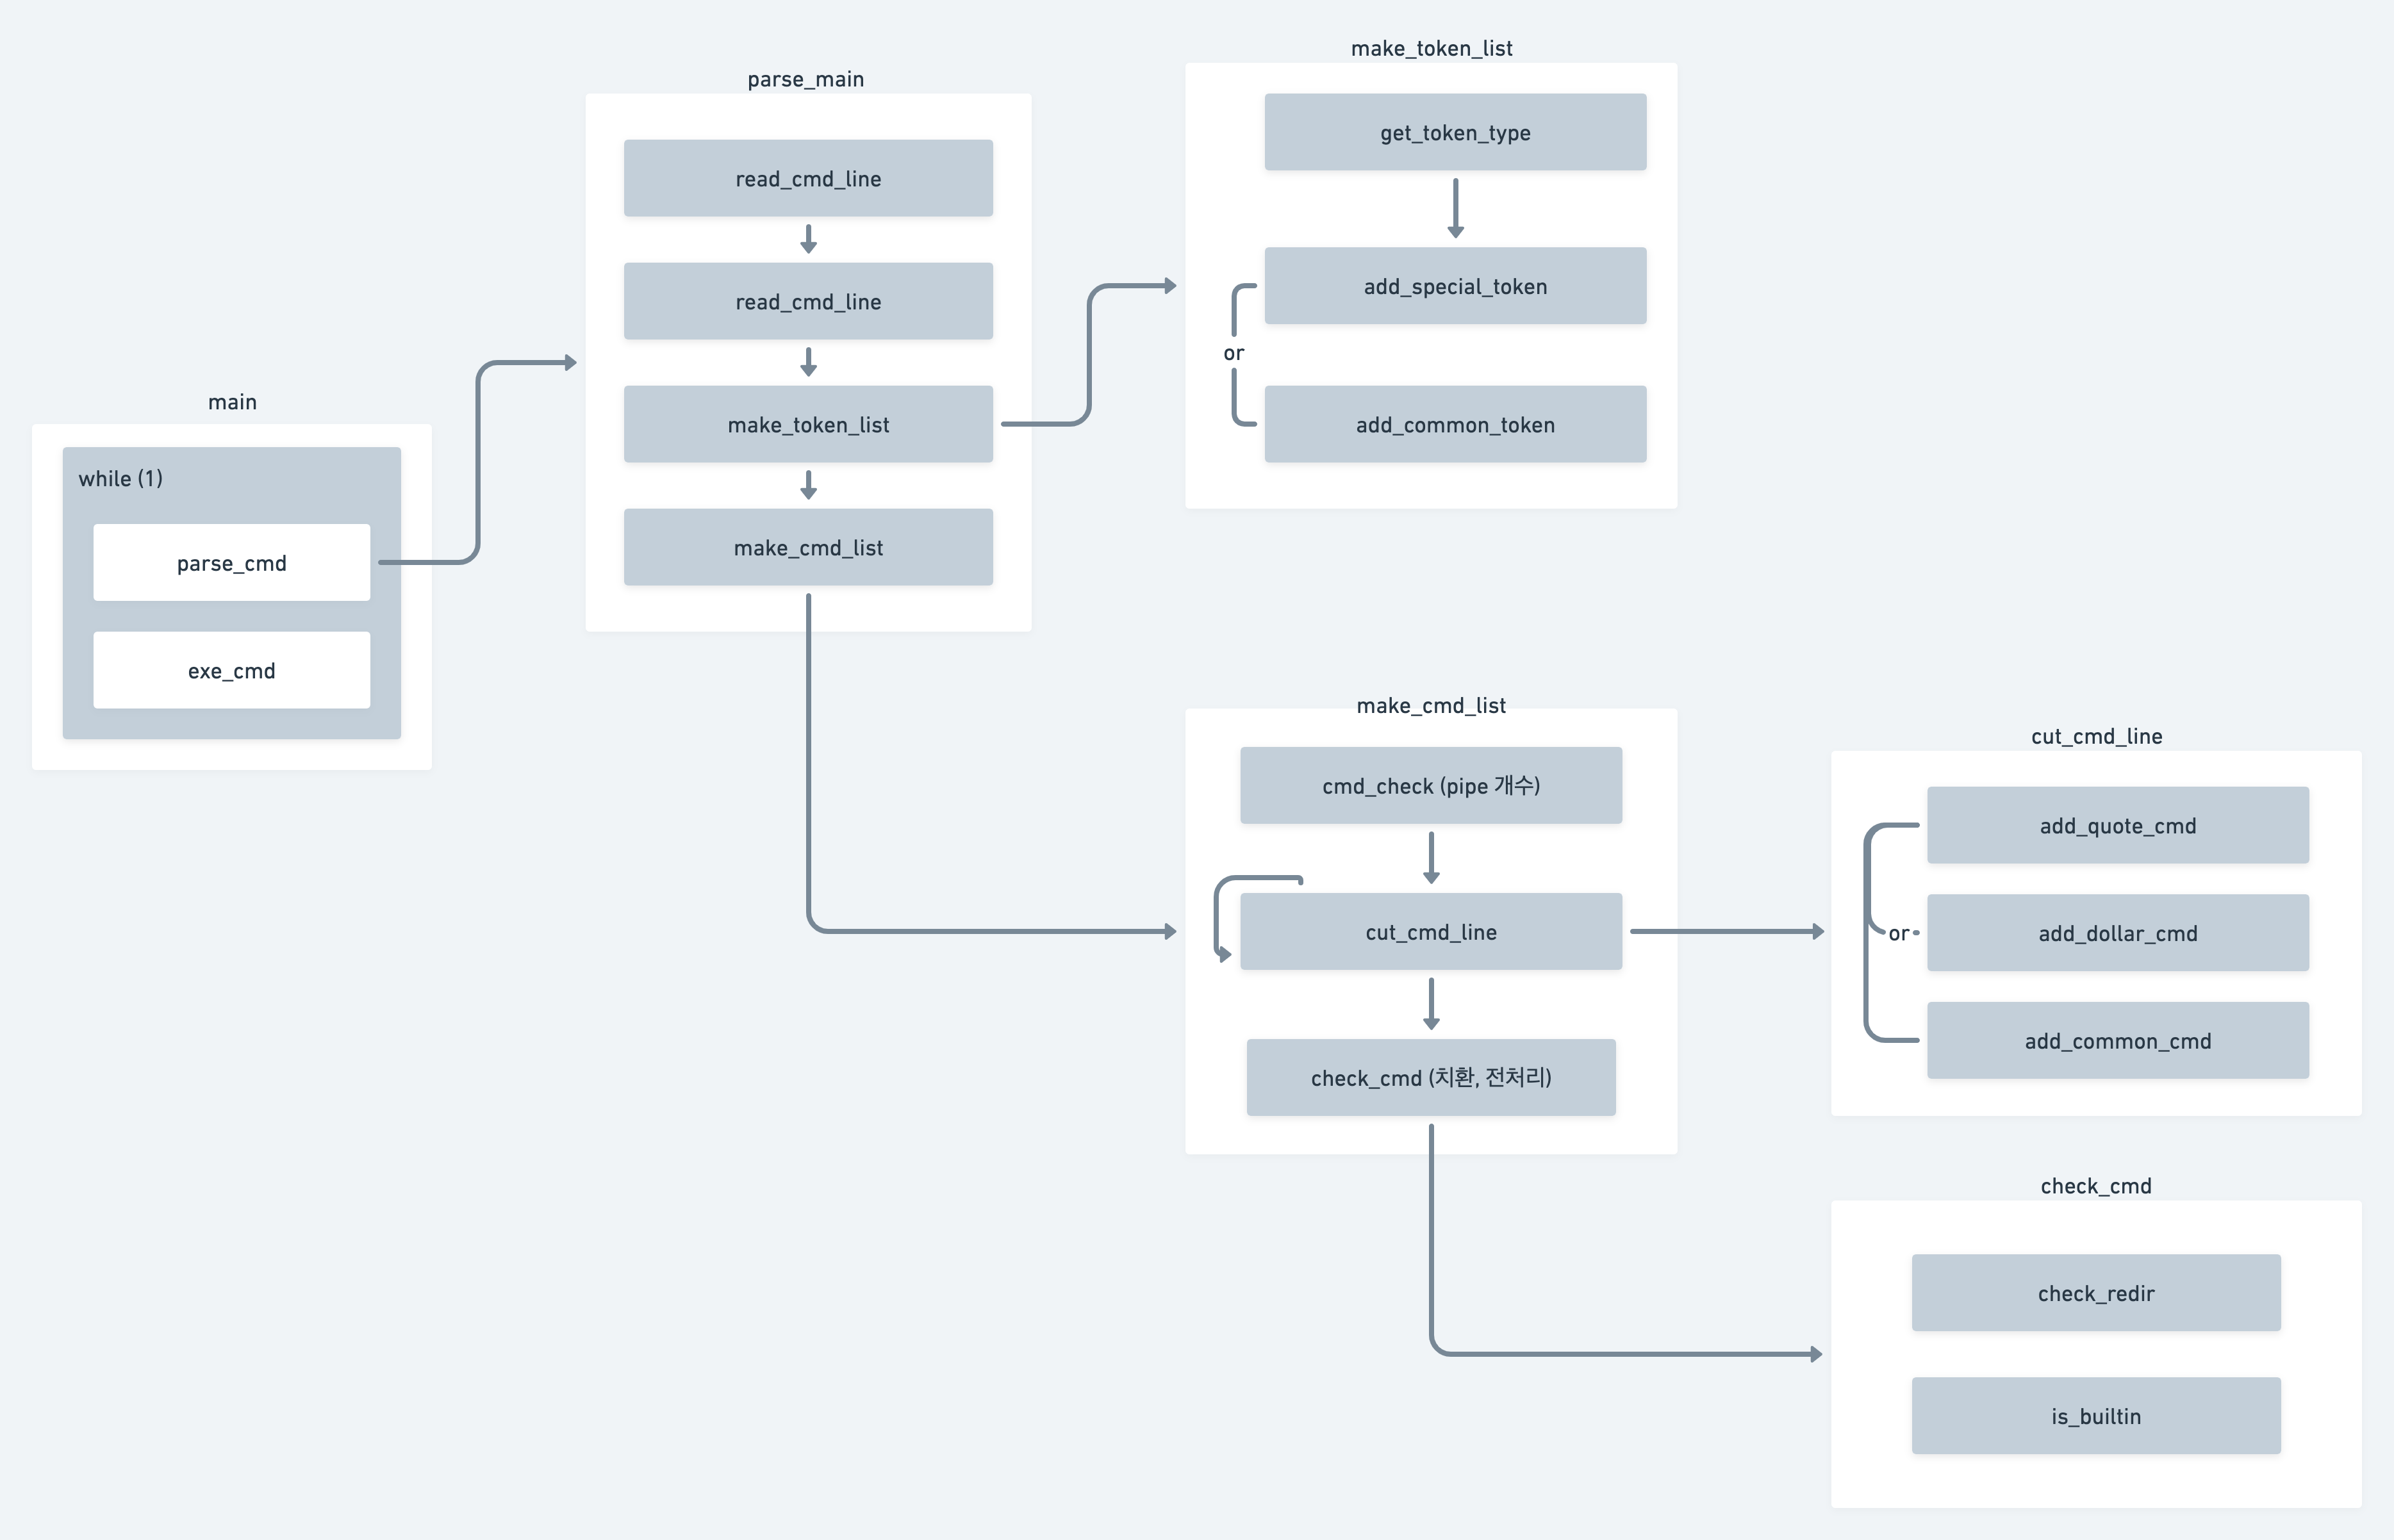 main
while (1)
parse_cmd
exe_cmd
parse_main
read_cmd_line
read_cmd_line
make_token_list
make_cmd_list
make_token_list
get_token_type
add_special_token
or
add_common_token
make_cmd_list
cmd_check (pipe 개수)
cut_cmd_line
check_cmd (치환, 전처리)
cut_cmd_line
add_quote_cmd
or
add_dollar_cmd
add_common_cmd
check_cmd
check_redir
is_builtin